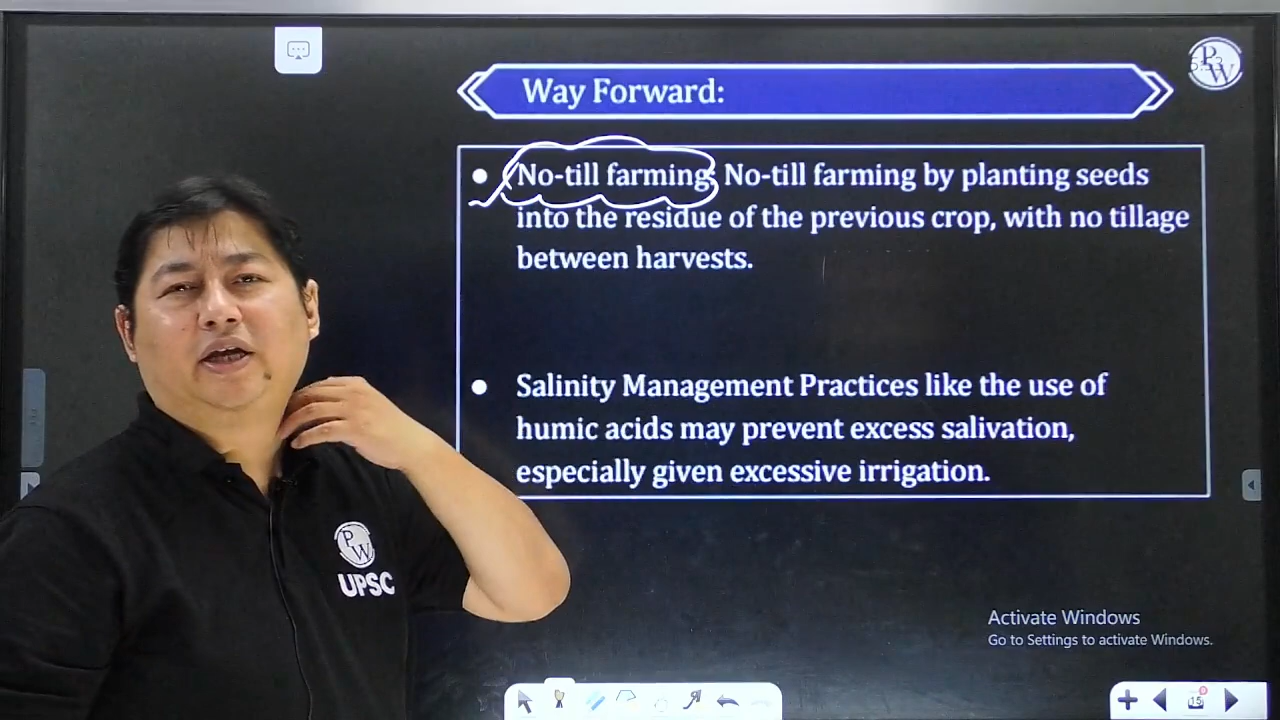 Way Forward:
No-till farming: No-till farming by planting seeds
into the residue of the previous crop, with no tillage
between harvests.
Salinity Management Practices like the use of
humic acids may prevent excess salivation,
especially given excessive irrigation.
PW
PW
UPSC
Activate Windows
Go to Settings to activate Windows.
15